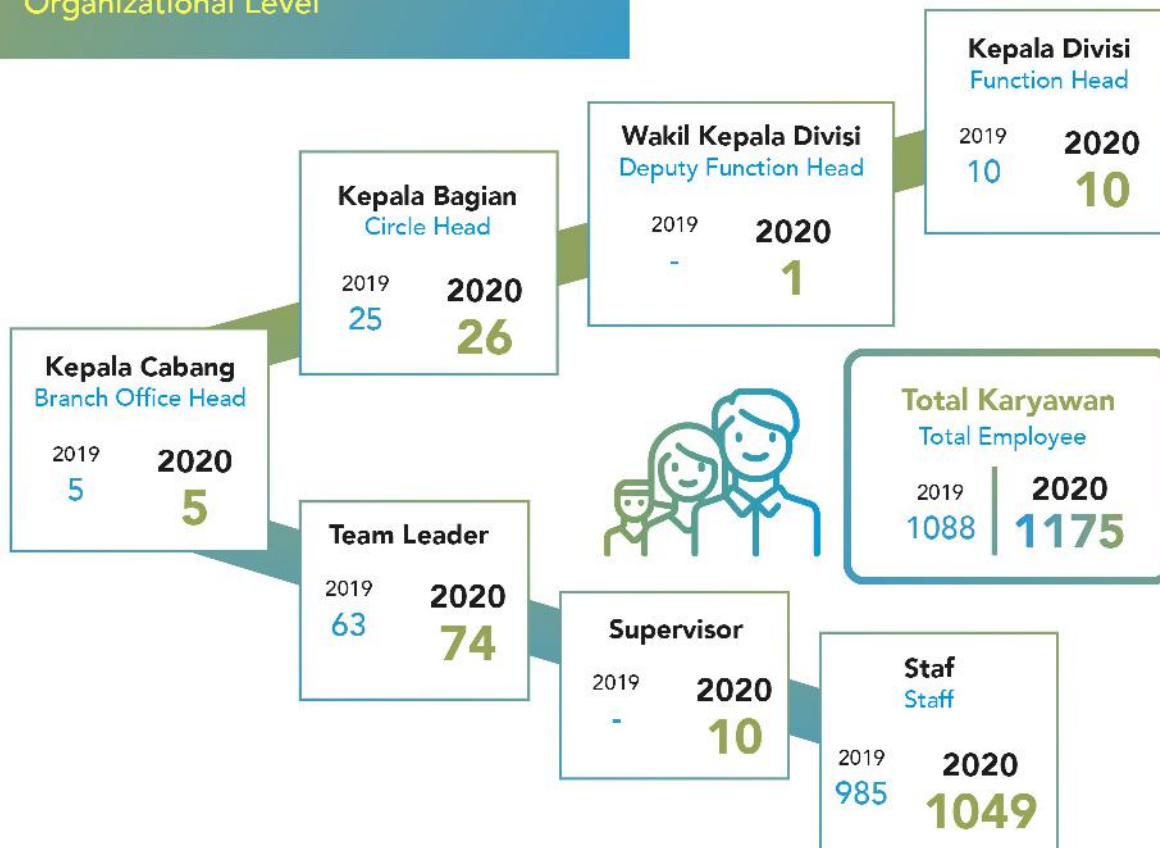 Organizational Level
Kepala Divisi
Function Head
2019
2020
10
10
Wakil Kepala Divisi
Deputy Function Head
2019
2020
-
1
Kepala Bagian
Circle Head
2019
2020
25
26
Kepala Cabang
Branch Office Head
2019
2020
5
5
Total Karyawan
Total Employee
2019
2020
1088
1175
Team Leader
2019
2020
63
74
Supervisor
2019
2020
-
10
Staf
Staff
2019
2020
985
1049